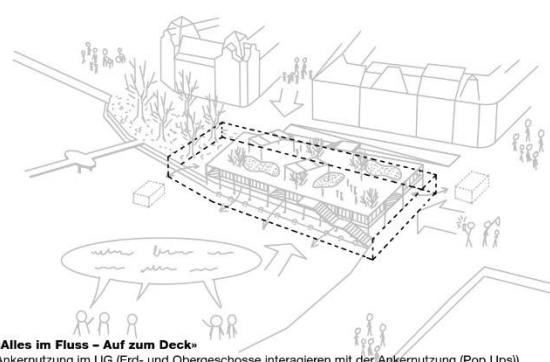 «Alles im Fluss – Auf zum Deck»
Ankernutzung im UG (Erd- und Obergeschosse interagieren mit der Ankernutzung (Pop Ups))